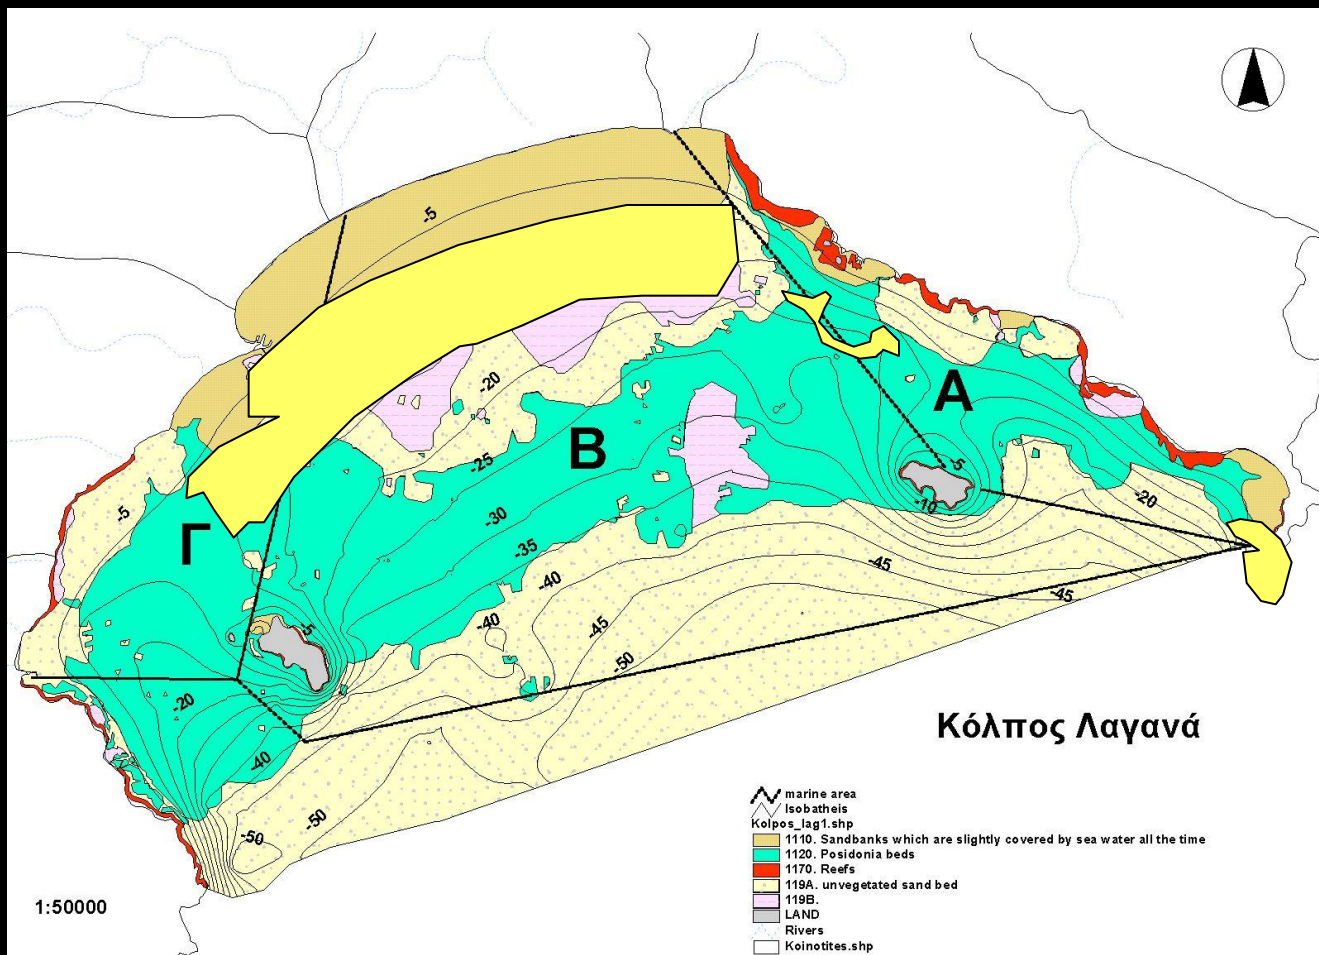 -5
-20
A
B
-25
-5
-20
-10
-30
-5
Γ
-35
-45
-40
-45
-40
-45
-5
-50
-20
Κόλπος Λαγανά
-40
-50
-50
marine area
Isobatheis
Kolpos_lag1.shp
1110. Sandbanks which are slightly covered by sea water all the time
1120. Posidonia beds
1170. Reefs
119A. unvegetated sand bed
119B.
LAND
Rivers
Koinotites.shp
1:50000